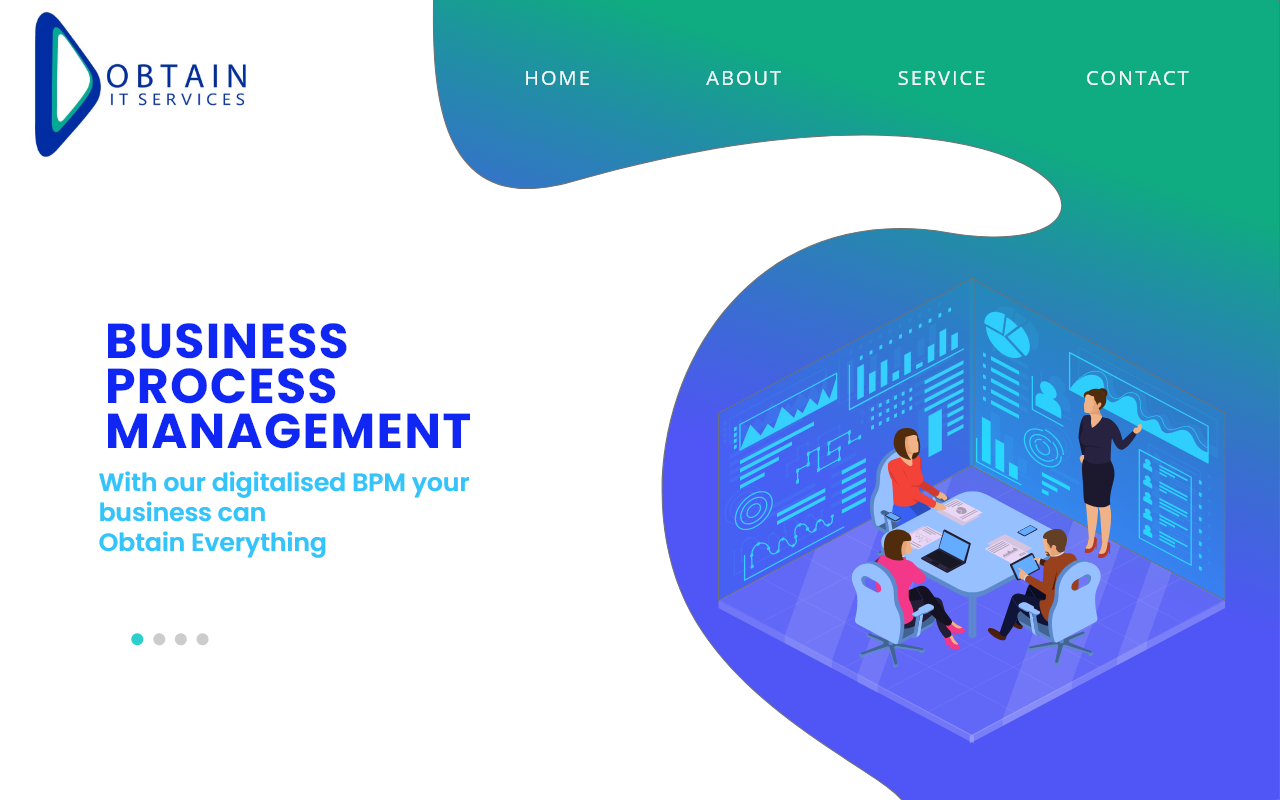 OBTAIN
IT SERVICES
HOME ABOUT SERVICE CONTACT
BUSINESS
PROCESS
MANAGEMENT
With our digitalised BPM your
business can
Obtain Everything